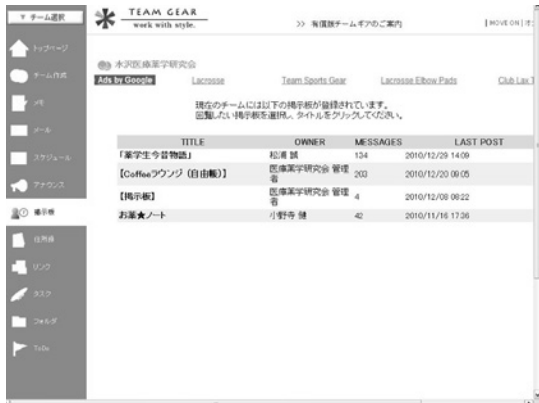 ▼ チーム選択
TEAM GEAR
work with style.
>> 有償版チームギアのご案内
[MOVE ON]
トップページ
チーム作成
メモ
メール
スケジュール
アナウンス
掲示板
住所録
リンク
タスク
フォルダ
ToDo
水沢医療薬学研究会
Ads by Google
Lacrosse
Team Sports Gear
Lacrosse Elbow Pads
Club Lax
現在のチームには以下の掲示板が登録されています。
回覧したい掲示板を選択し、タイトルをクリックしてください。
TITLE OWNER MESSAGES LAST POST
「薬学生今昔物語」 松浦 誠 134 2010/12/29 14:09
【Coffeeラウンジ（自由帳）】 医療薬学研究会 管理者 203 2010/12/20 09:05
【掲示板】 医療薬学研究会 管理者 4 2010/12/08 08:22
お薬★ノート 小野寺 健 42 2010/11/16 17:36